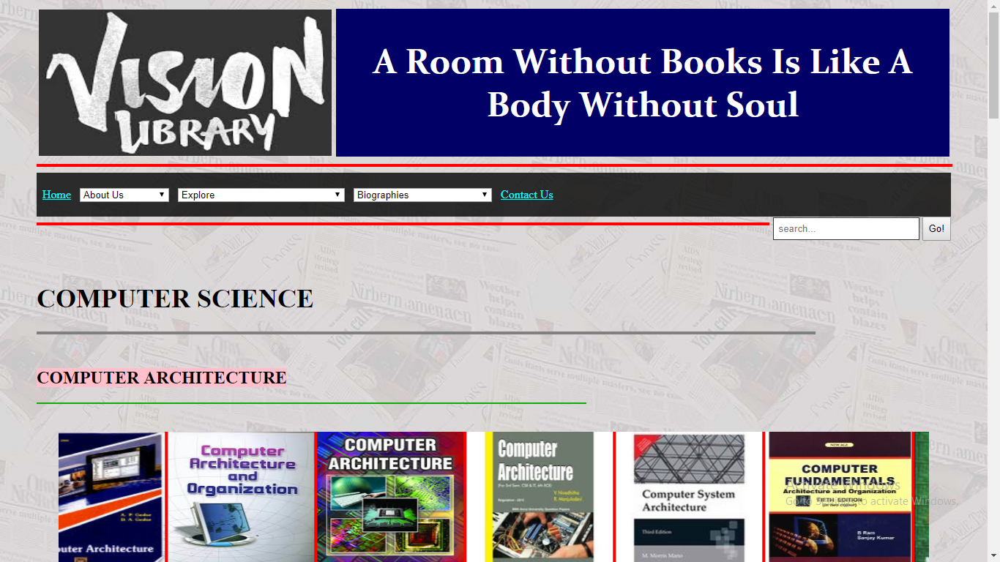 VISION
LIBRARY
A Room Without Books Is Like A
Body Without Soul
Home About Us Explore Biographies Contact Us
search... Go!
COMPUTER SCIENCE
COMPUTER ARCHITECTURE
A. P. Godse
D. A. Godse
uter Architecture
Computer
Architecture
and
Organization
COMPUTER
ARCHITECTURE
Computer
Architecture
(For 3rd Sem. CSE & IT, 6th ECE)
V. Nivedhitha
R. Manjuladevi
Regulation - 2013
With Anna University Question Papers
Computer System
Architecture
Third Edition
M. Morris Mano
NEW AGE
COMPUTER
FUNDAMENTALS
Architecture and Organization
FIFTH EDITION
(in two colour)
B Ram
Sanjay Kumar
Activate Windows
Go to Settings to activate Windows.